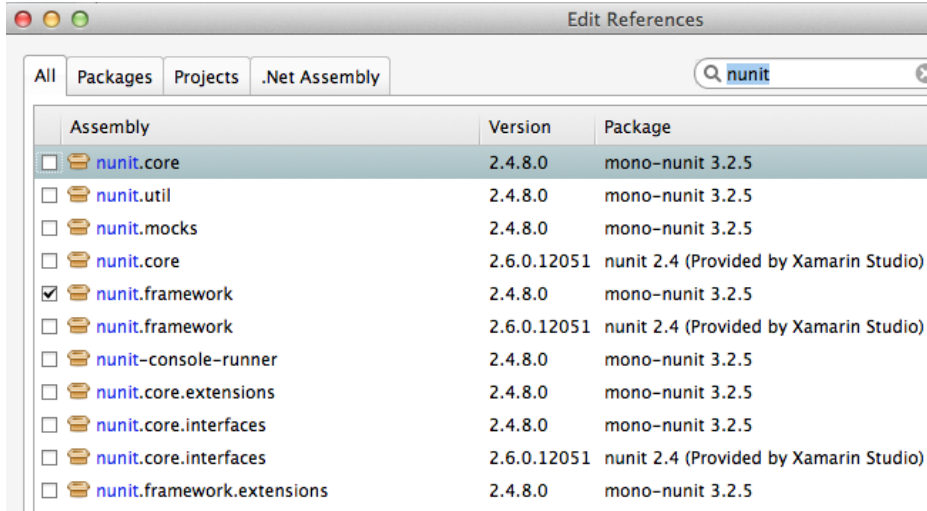 Edit References
All Packages Projects .Net Assembly nunit
Assembly Version Package
nunit.core 2.4.8.0 mono-nunit 3.2.5
nunit.util 2.4.8.0 mono-nunit 3.2.5
nunit.mocks 2.4.8.0 mono-nunit 3.2.5
nunit.core 2.6.0.12051 nunit 2.4 (Provided by Xamarin Studio)
nunit.framework 2.4.8.0 mono-nunit 3.2.5
nunit.framework 2.6.0.12051 nunit 2.4 (Provided by Xamarin Studio)
nunit-console-runner 2.4.8.0 mono-nunit 3.2.5
nunit.core.extensions 2.4.8.0 mono-nunit 3.2.5
nunit.core.interfaces 2.4.8.0 mono-nunit 3.2.5
nunit.core.interfaces 2.6.0.12051 nunit 2.4 (Provided by Xamarin Studio)
nunit.framework.extensions 2.4.8.0 mono-nunit 3.2.5